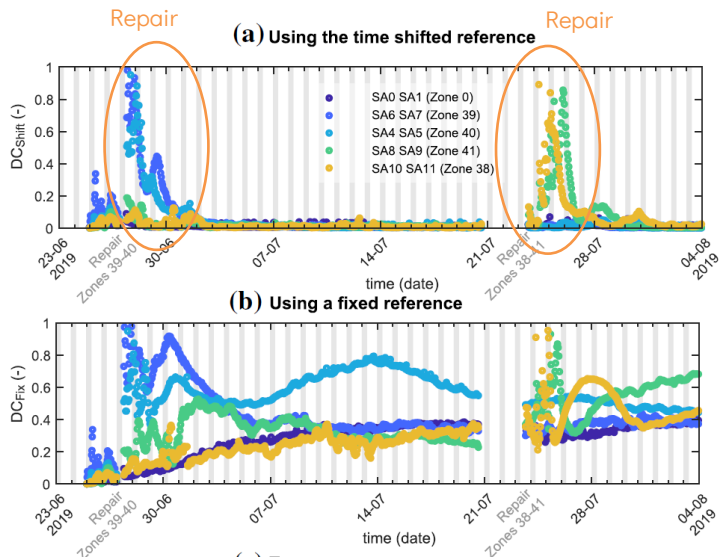 Repair
Repair
(a) Using the time shifted reference
DCShift (-)
1
0.8
0.6
0.4
0.2
0
SA0 SA1 (Zone 0)
SA6 SA7 (Zone 39)
SA4 SA5 (Zone 40)
SA8 SA9 (Zone 41)
SA10 SA11 (Zone 38)
23-06
2019
Repair
Zones 39-40
30-06
07-07
14-07
21-07
Repair
Zones 38-41
28-07
04-08
2019
time (date)
(b) Using a fixed reference
DCFix (-)
1
0.8
0.6
0.4
0.2
0
23-06
2019
Repair
Zones 39-40
30-06
07-07
14-07
21-07
Repair
Zones 38-41
28-07
04-08
2019
time (date)